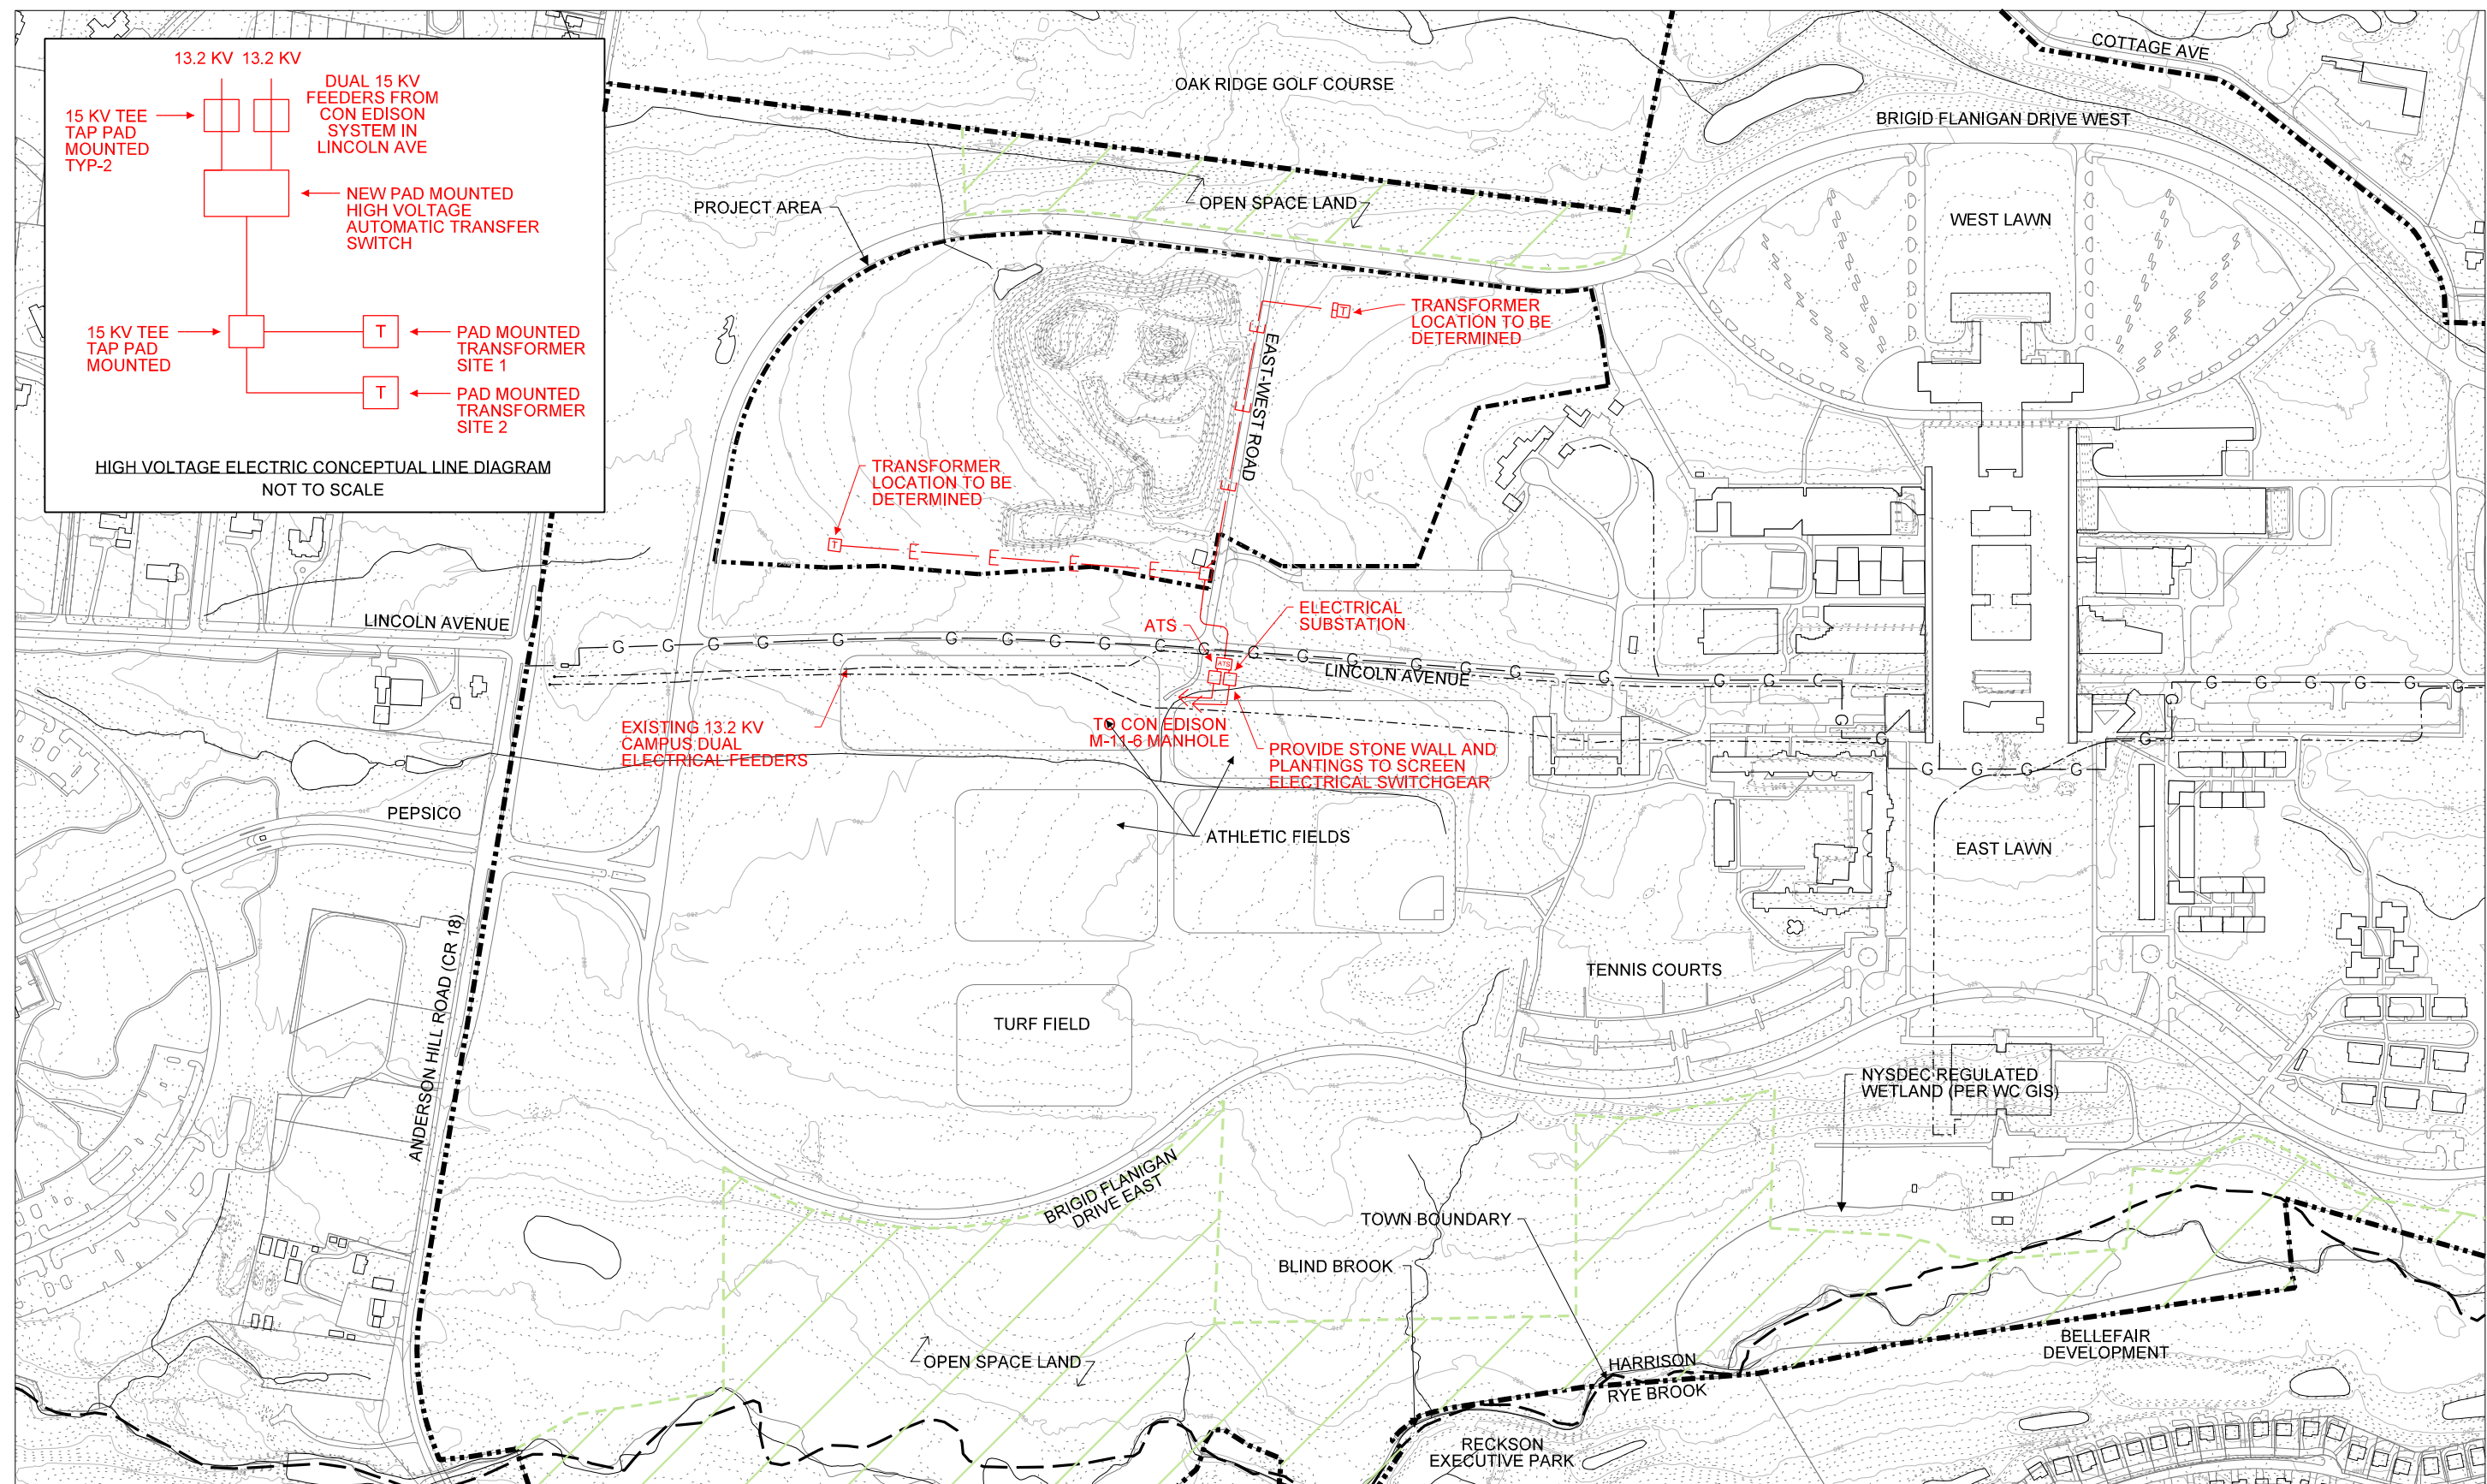 13.2 KV 13.2 KV
DUAL 15 KV
FEEDERS FROM
CON EDISON
SYSTEM IN
LINCOLN AVE
15 KV TEE
TAP PAD
MOUNTED
TYP-2
NEW PAD MOUNTED
HIGH VOLTAGE
AUTOMATIC TRANSFER
SWITCH
15 KV TEE
TAP PAD
MOUNTED
T
PAD MOUNTED
TRANSFORMER
SITE 1
T
PAD MOUNTED
TRANSFORMER
SITE 2
HIGH VOLTAGE ELECTRIC CONCEPTUAL LINE DIAGRAM
NOT TO SCALE
OAK RIDGE GOLF COURSE
COTTAGE AVE
BRIGID FLANIGAN DRIVE WEST
PROJECT AREA
OPEN SPACE LAND
WEST LAWN
T
TRANSFORMER
LOCATION TO BE
DETERMINED
EAST-WEST ROAD
E
E
E
TRANSFORMER
LOCATION TO BE
DETERMINED
T
E E E E
LINCOLN AVENUE
ATS
ELECTRICAL
SUBSTATION
G G G G G G G G G G G G G G G G G G G G G G G G G
ATS
LINCOLN AVENUE
G G G G G G
EXISTING 13.2 KV
CAMPUS DUAL
ELECTRICAL FEEDERS
TO CON EDISON
M-11-6 MANHOLE
PROVIDE STONE WALL AND
PLANTINGS TO SCREEN
ELECTRICAL SWITCHGEAR
G G G G
PEPSICO
ATHLETIC FIELDS
EAST LAWN
ANDERSON HILL ROAD (CR 18)
TENNIS COURTS
TURF FIELD
NYSDEC REGULATED
WETLAND (PER WC GIS)
BRIGID FLANIGAN
DRIVE EAST
TOWN BOUNDARY
BLIND BROOK
OPEN SPACE LAND
HARRISON
RYE BROOK
BELLEFAIR
DEVELOPMENT
RECKSON
EXECUTIVE PARK